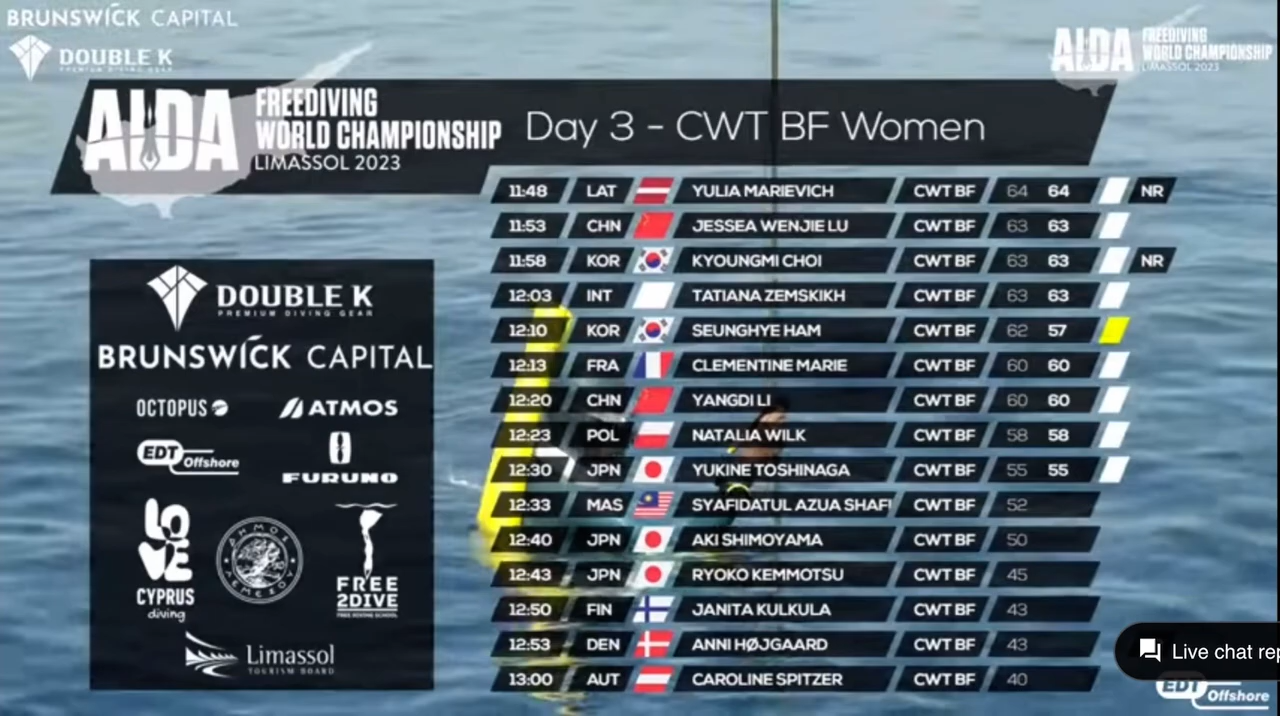 BRUNSWICK CAPITAL
DOUBLE K
PREMIUM DIVING GEAR
AIDA FREEDIVING WORLD CHAMPIONSHIP
LIMASSOL 2023
AIDA
FREEDIVING
WORLD CHAMPIONSHIP
LIMASSOL 2023
Day 3 - CWT BF Women
11:48 LAT YULIA MARIEVICH CWT BF 64 64 NR
11:53 CHN JESSEA WENJIE LU CWT BF 63 63
11:58 KOR KYOUNGMI CHOI CWT BF 63 63 NR
12:03 INT TATIANA ZEMSKIKH CWT BF 63 63
12:10 KOR SEUNGHYE HAM CWT BF 62 57
12:13 FRA CLEMENTINE MARIE CWT BF 60 60
12:20 CHN YANGDI LI CWT BF 60 60
12:23 POL NATALIA WILK CWT BF 58 58
12:30 JPN YUKINE TOSHINAGA CWT BF 55 55
12:33 MAS SYAFIDATUL AZUA SHAFI CWT BF 52
12:40 JPN AKI SHIMOYAMA CWT BF 50
12:43 JPN RYOKO KEMMOTSU CWT BF 45
12:50 FIN JANITA KULKULA CWT BF 43
12:53 DEN ANNI HØJGAARD CWT BF 43
13:00 AUT CAROLINE SPITZER CWT BF 40
DOUBLE K
PREMIUM DIVING GEAR
BRUNSWICK CAPITAL
OCTOPUS ATMOS
EDT Offshore FURUNO
LOVE
CYPRUS
diving
ΔΗΜΟΣ ΛΕΜΕΣΟΥ
FREE
2DIVE
FREE DIVING SCHOOL
Limassol
TOURISM BOARD
Live chat rep
EDT Offshore